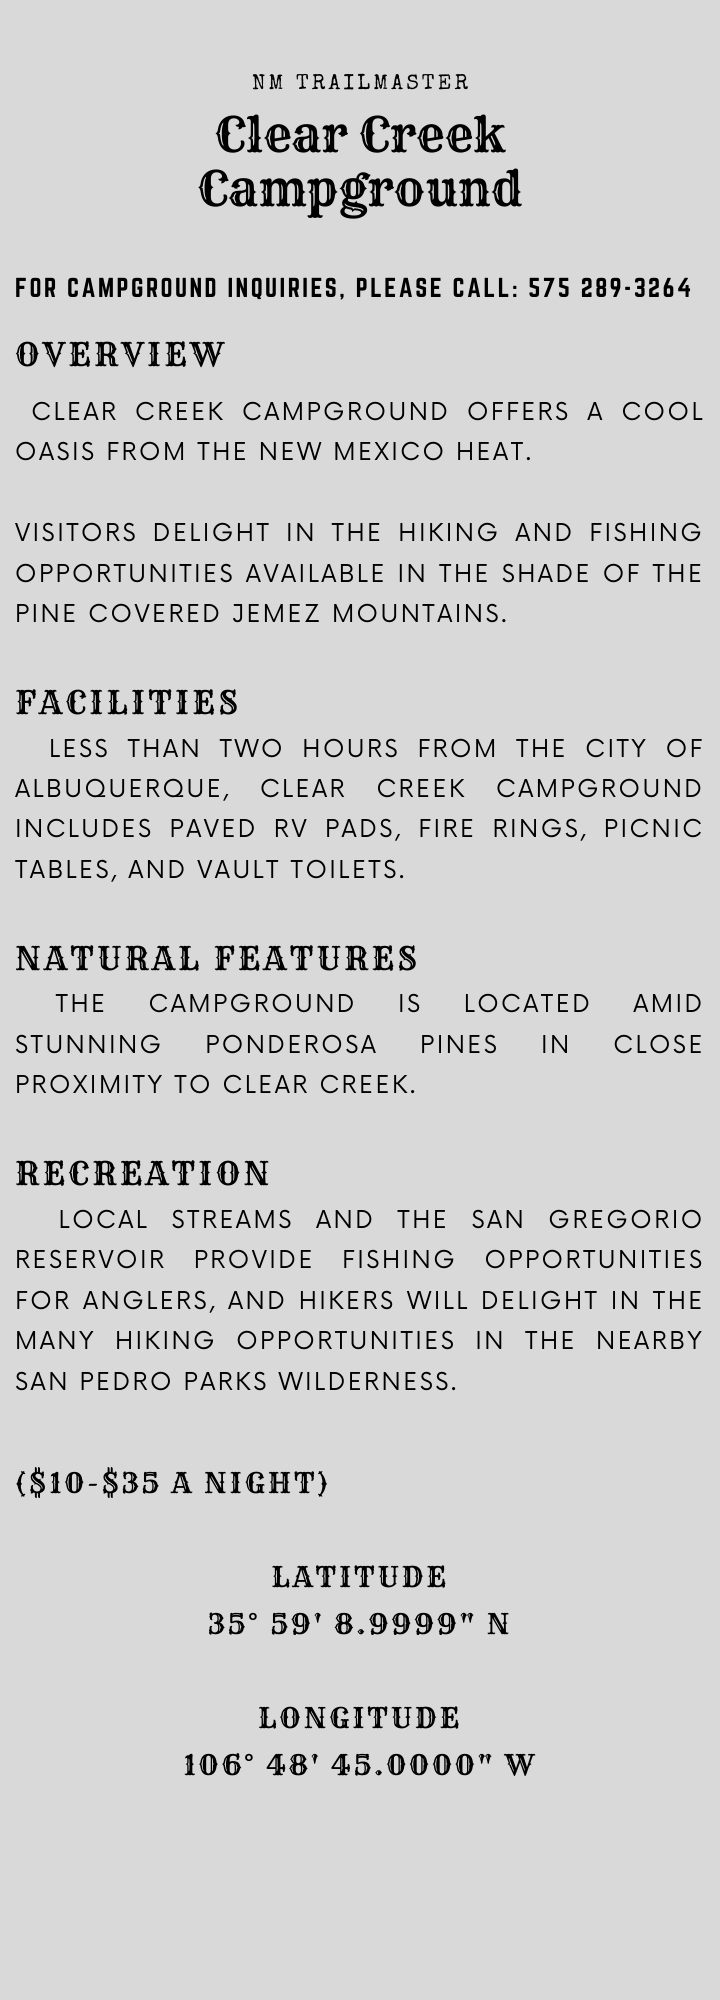 NM TRAILMASTER
Clear Creek
Campground
FOR CAMPGROUND INQUIRIES, PLEASE CALL: 575 289-3264
OVERVIEW
CLEAR CREEK CAMPGROUND OFFERS A COOL
OASIS FROM THE NEW MEXICO HEAT.
VISITORS DELIGHT IN THE HIKING AND FISHING
OPPORTUNITIES AVAILABLE IN THE SHADE OF THE
PINE COVERED JEMEZ MOUNTAINS.
FACILITIES
LESS THAN TWO HOURS FROM THE CITY OF
ALBUQUERQUE, CLEAR CREEK CAMPGROUND
INCLUDES PAVED RV PADS, FIRE RINGS, PICNIC
TABLES, AND VAULT TOILETS.
NATURAL FEATURES
THE CAMPGROUND IS LOCATED AMID
STUNNING PONDEROSA PINES IN CLOSE
PROXIMITY TO CLEAR CREEK.
RECREATION
LOCAL STREAMS AND THE SAN GREGORIO
RESERVOIR PROVIDE FISHING OPPORTUNITIES
FOR ANGLERS, AND HIKERS WILL DELIGHT IN THE
MANY HIKING OPPORTUNITIES IN THE NEARBY
SAN PEDRO PARKS WILDERNESS.
($10-$35 A NIGHT)
LATITUDE
35° 59' 8.9999" N
LONGITUDE
106° 48' 45.0000" W